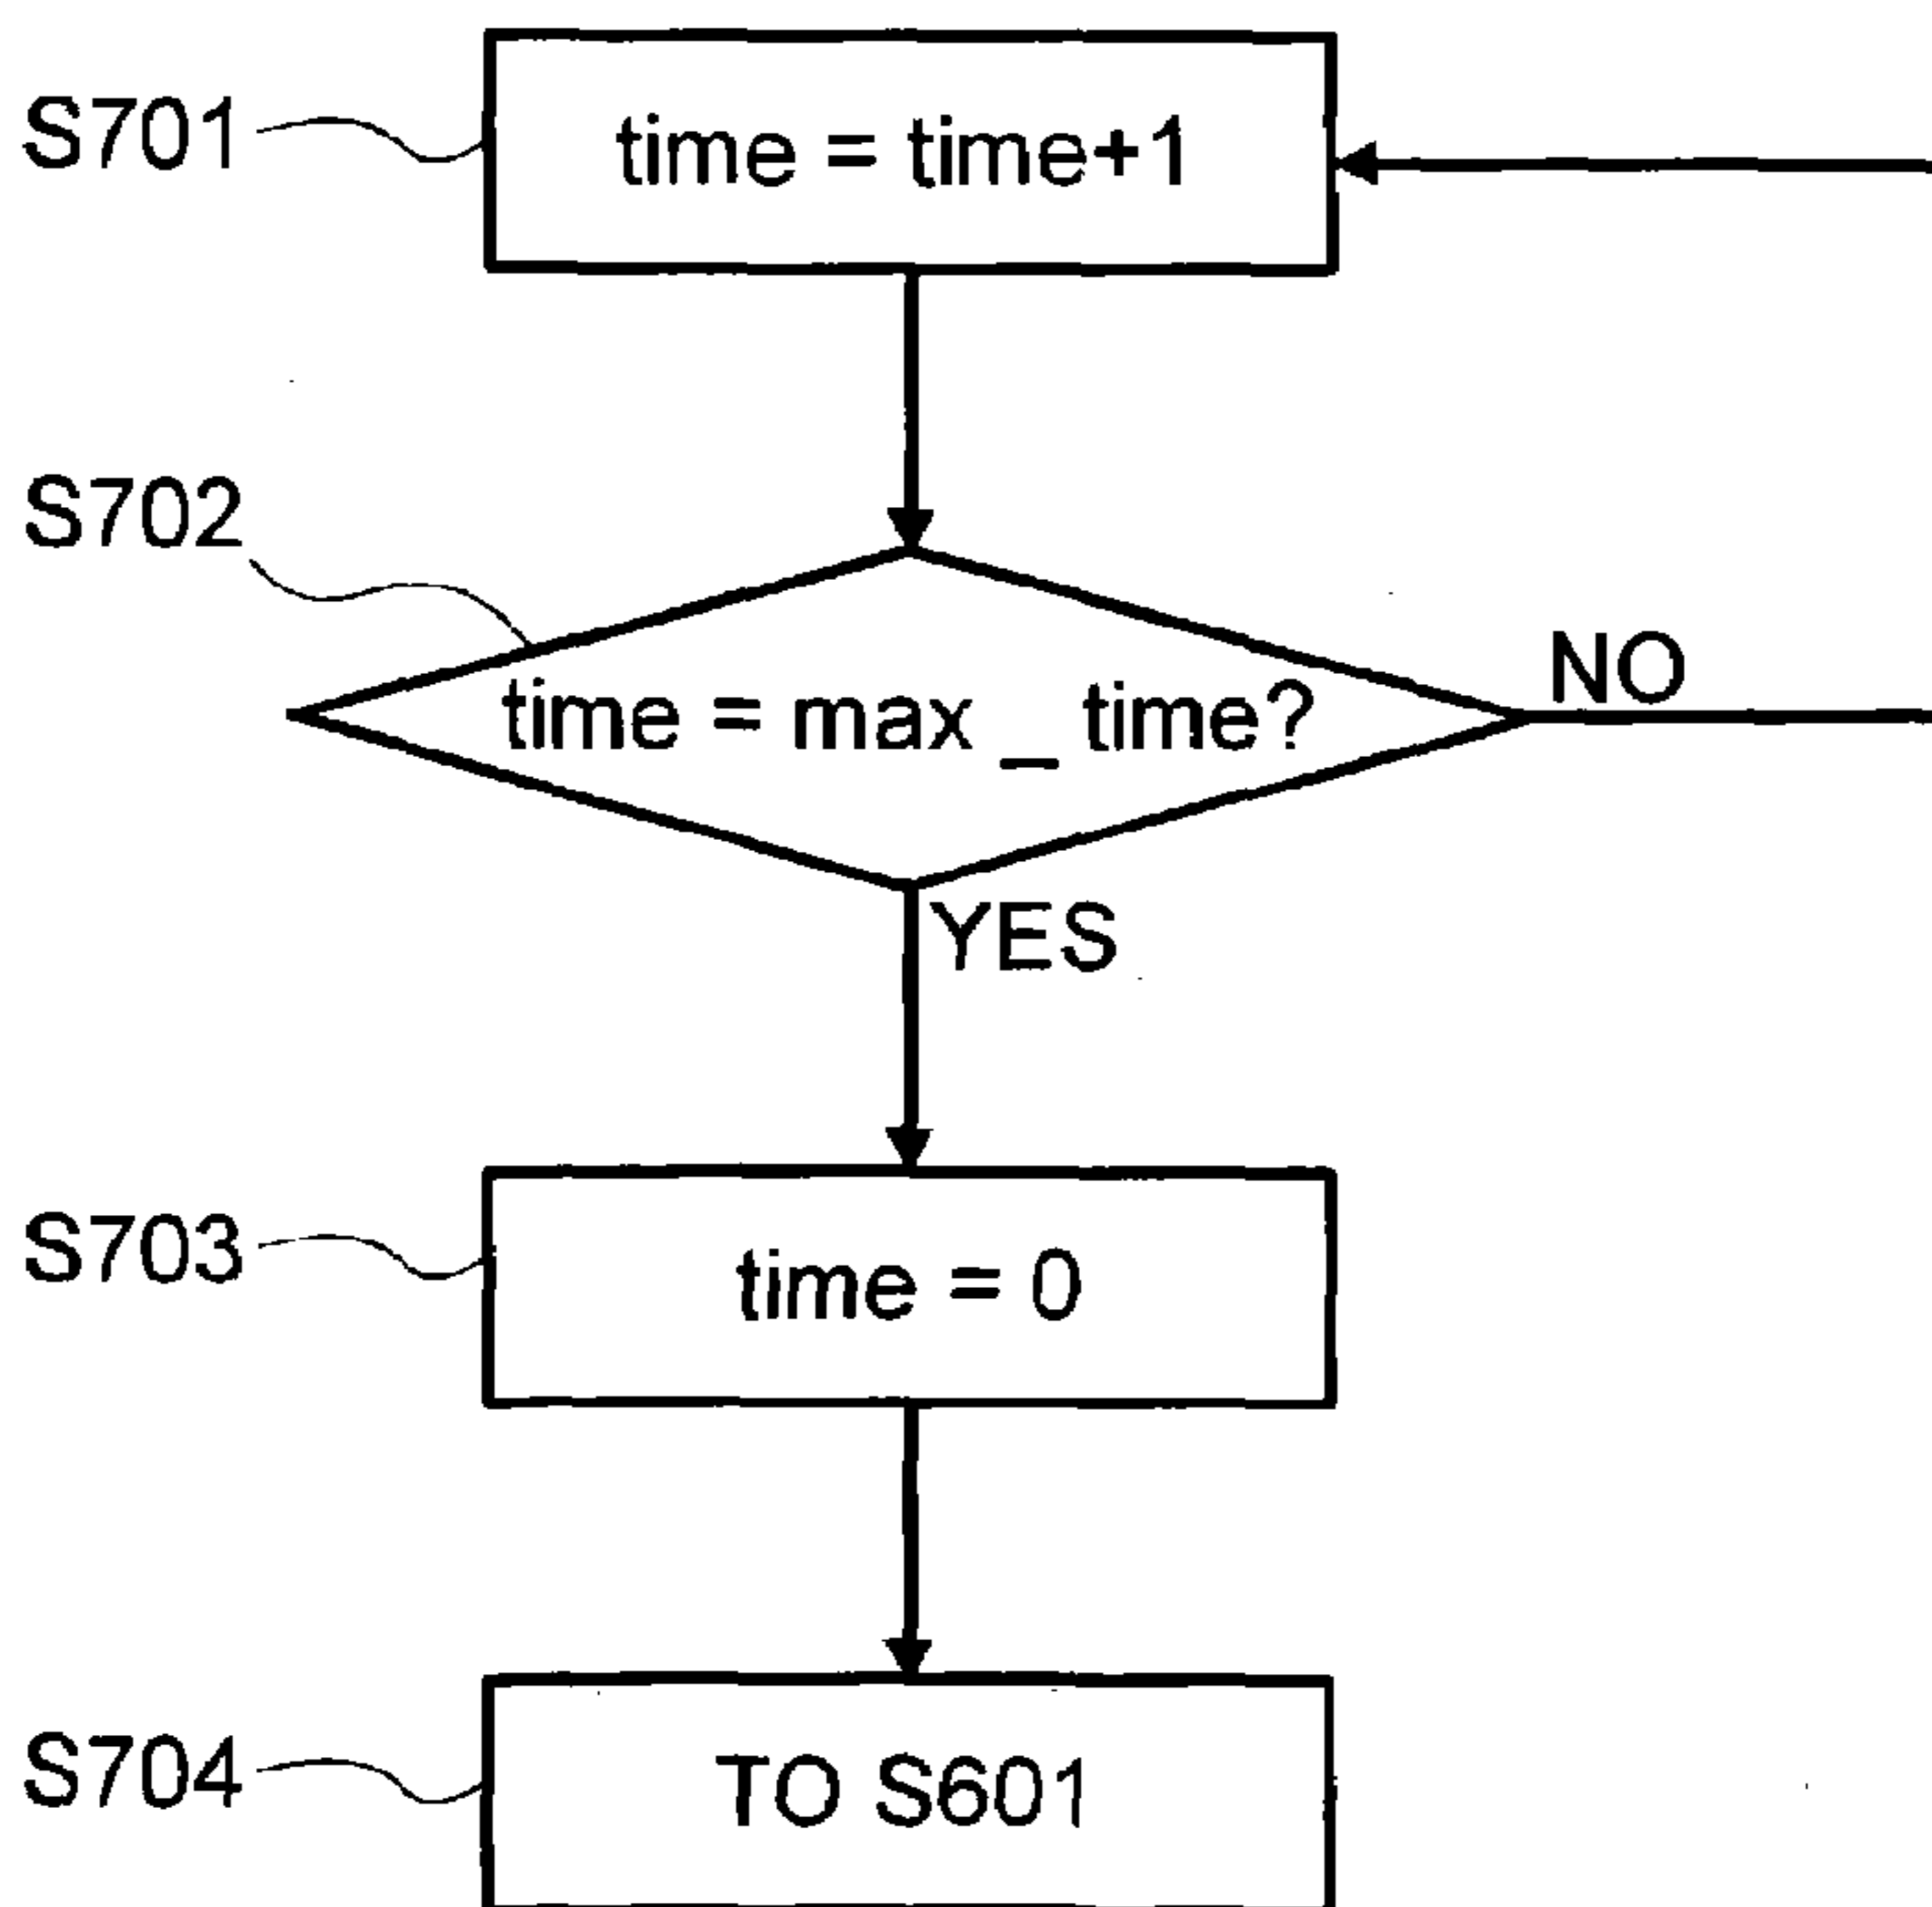 S701
time = time+1
S702
time = max _ time?
NO
YES
S703
time = 0
S704
TO S601